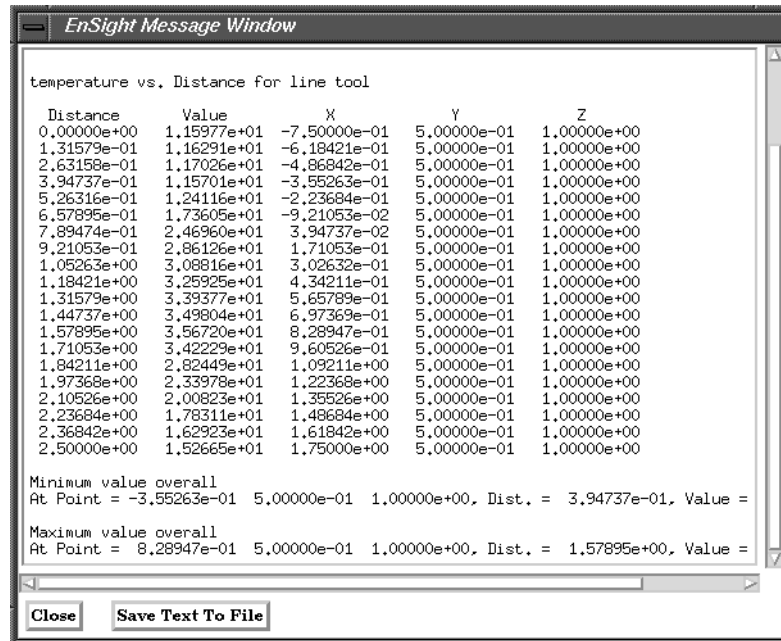 EnSight Message Window
temperature vs. Distance for line tool
Distance Value X Y Z
0.00000e+00 1.15977e+01 -7.50000e-01 5.00000e-01 1.00000e+00
1.31579e-01 1.16291e+01 -6.18421e-01 5.00000e-01 1.00000e+00
2.63158e-01 1.17026e+01 -4.86842e-01 5.00000e-01 1.00000e+00
3.94737e-01 1.15701e+01 -3.55263e-01 5.00000e-01 1.00000e+00
5.26316e-01 1.24116e+01 -2.23684e-01 5.00000e-01 1.00000e+00
6.57895e-01 1.73605e+01 -9.21053e-02 5.00000e-01 1.00000e+00
7.89474e-01 2.46960e+01 3.94737e-02 5.00000e-01 1.00000e+00
9.21053e-01 2.86126e+01 1.71053e-01 5.00000e-01 1.00000e+00
1.05263e+00 3.08816e+01 3.02632e-01 5.00000e-01 1.00000e+00
1.18421e+00 3.25925e+01 4.34211e-01 5.00000e-01 1.00000e+00
1.31579e+00 3.39377e+01 5.65789e-01 5.00000e-01 1.00000e+00
1.44737e+00 3.49804e+01 6.97369e-01 5.00000e-01 1.00000e+00
1.57895e+00 3.56720e+01 8.28947e-01 5.00000e-01 1.00000e+00
1.71053e+00 3.42229e+01 9.60526e-01 5.00000e-01 1.00000e+00
1.84211e+00 2.82449e+01 1.09211e+00 5.00000e-01 1.00000e+00
1.97368e+00 2.33978e+01 1.22368e+00 5.00000e-01 1.00000e+00
2.10526e+00 2.00823e+01 1.35526e+00 5.00000e-01 1.00000e+00
2.23684e+00 1.78311e+01 1.48684e+00 5.00000e-01 1.00000e+00
2.36842e+00 1.62923e+01 1.61842e+00 5.00000e-01 1.00000e+00
2.50000e+00 1.52665e+01 1.75000e+00 5.00000e-01 1.00000e+00
Minimum value overall
At Point = -3.55263e-01 5.00000e-01 1.00000e+00, Dist. = 3.94737e-01, Value =
Maximum value overall
At Point = 8.28947e-01 5.00000e-01 1.00000e+00, Dist. = 1.57895e+00, Value =
Close Save Text To File